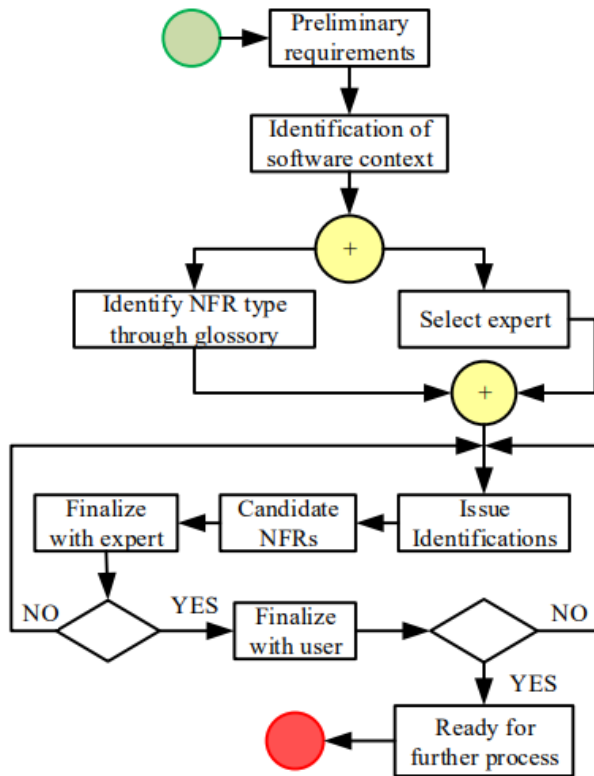 Preliminary
requirements
Identification of
software context
+
Identify NFR type
through glossory
Select expert
+
Finalize
with expert
Candidate
NFRs
Issue
Identifications
NO
YES
Finalize
with user
NO
YES
Ready for
further process